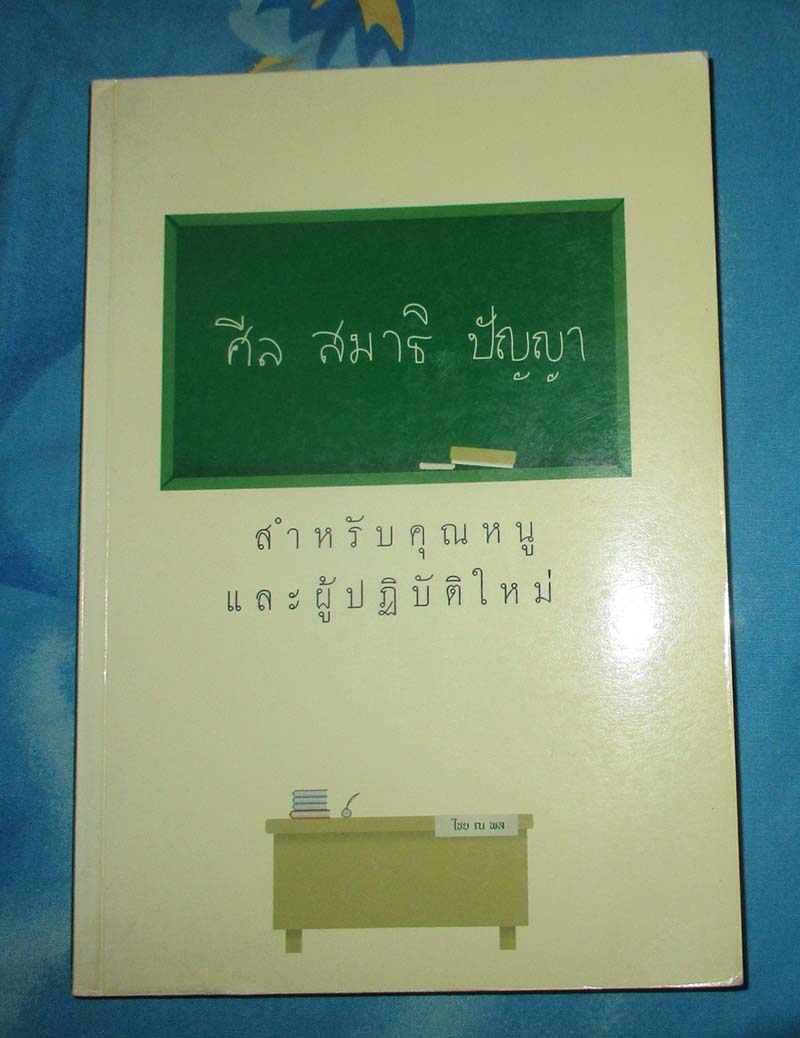 ศีล สมาธิ ปัญญา
สำหรับคุณหนู
และผู้ปฏิบัติใหม่
ไชย ณ พล